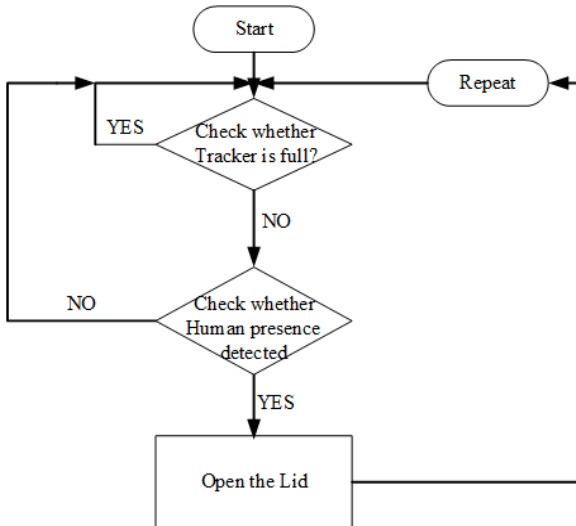 Start
Repeat
YES
Check whether
Tracker is full?
NO
NO
Check whether
Human presence
detected
YES
Open the Lid